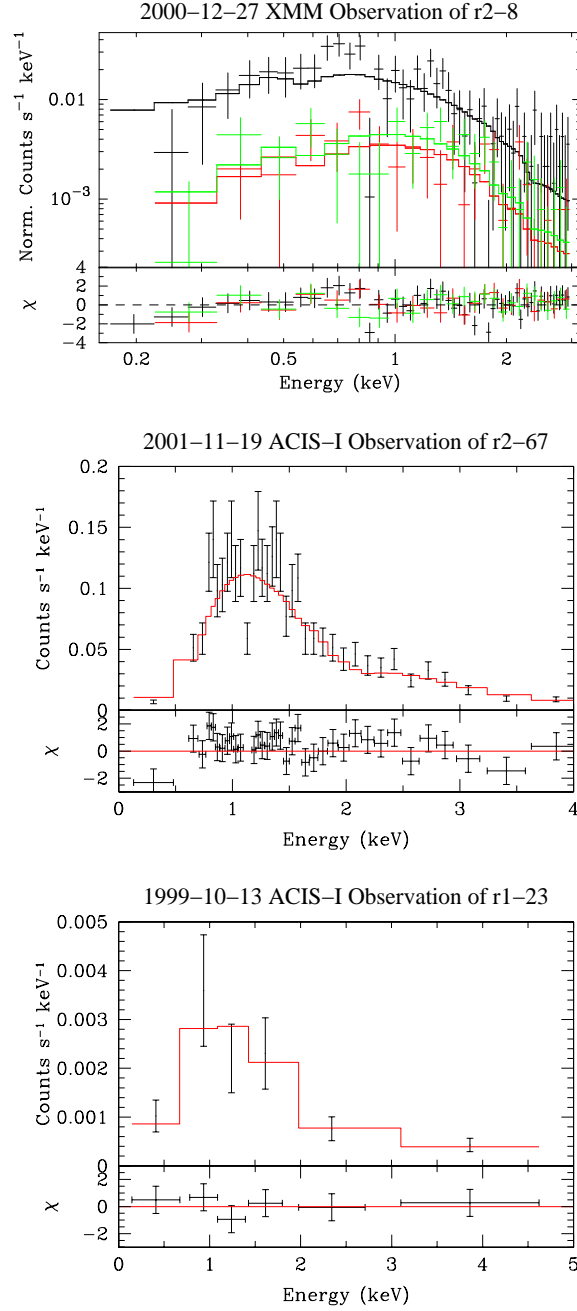 2000−12−27 XMM Observation of r2−8
Norm. Counts s⁻¹ keV⁻¹
0.01
10⁻³
4
χ
2
0
−2
−4
0.2 0.5 1 2
Energy (keV)
2001−11−19 ACIS−I Observation of r2−67
Counts s⁻¹ keV⁻¹
0.2
0.15
0.1
0.05
0
χ
2
0
−2
0 1 2 3 4
Energy (keV)
1999−10−13 ACIS−I Observation of r1−23
Counts s⁻¹ keV⁻¹
0.005
0.004
0.003
0.002
0.001
0
χ
2
0
−2
0 1 2 3 4 5
Energy (keV)